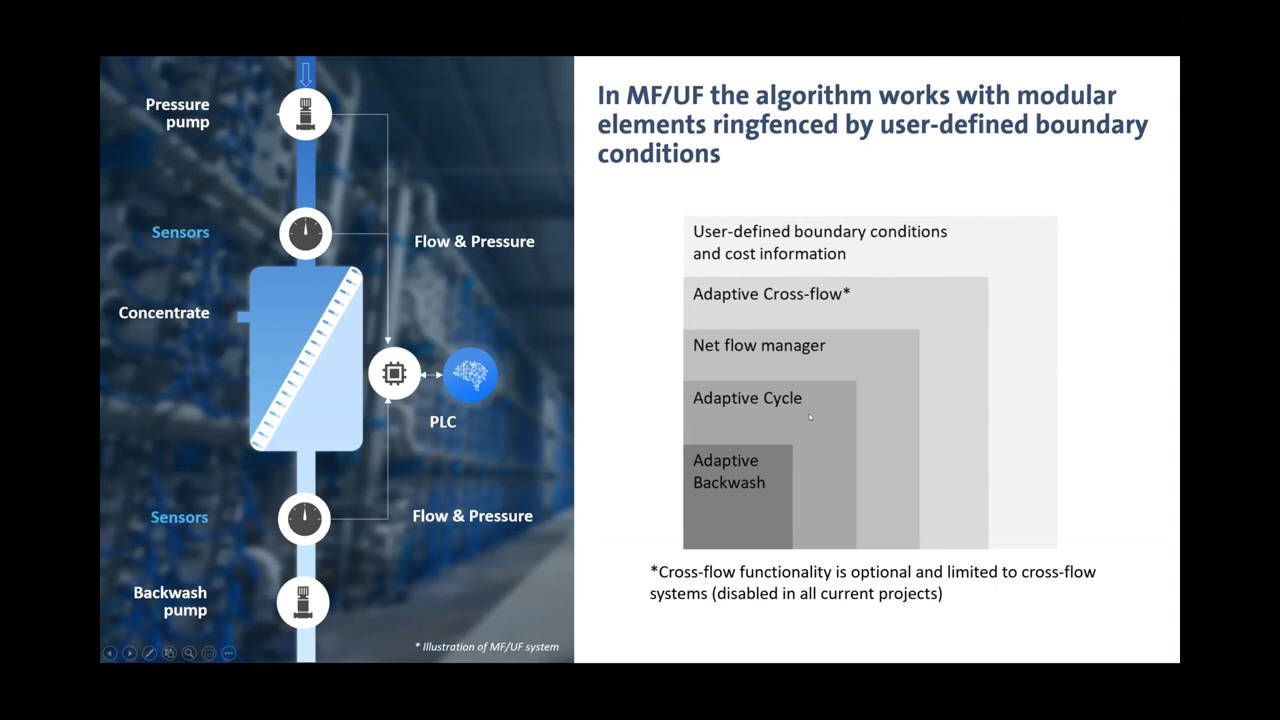 Pressure
pump
Sensors
Concentrate
Sensors
Backwash
pump
Flow & Pressure
PLC
Flow & Pressure
* Illustration of MF/UF system
In MF/UF the algorithm works with modular
elements ringfenced by user-defined boundary
conditions
User-defined boundary conditions
and cost information
Adaptive Cross-flow*
Net flow manager
Adaptive Cycle
Adaptive
Backwash
*Cross-flow functionality is optional and limited to cross-flow
systems (disabled in all current projects)